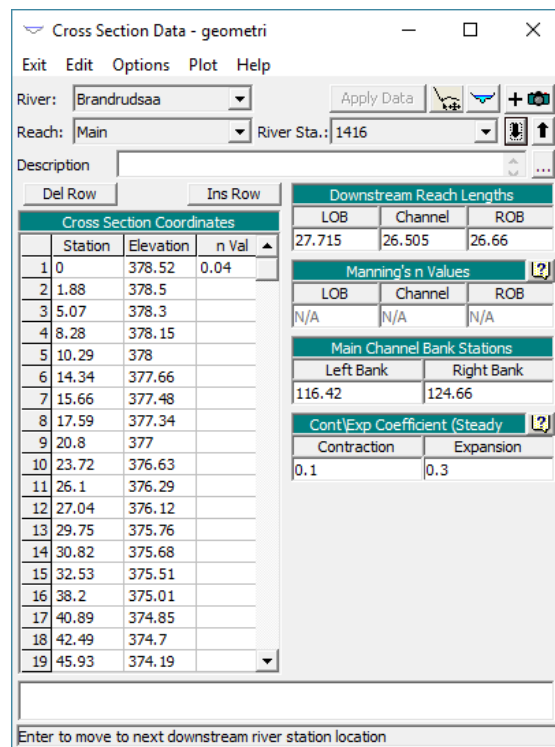 Cross Section Data - geometri
Exit Edit Options Plot Help
River: Brandrudsaa Apply Data
Reach: Main River Sta.: 1416
Description ...
Del Row Ins Row
Cross Section Coordinates
Station Elevation n Val
1 0 378.52 0.04
2 1.88 378.5
3 5.07 378.3
4 8.28 378.15
5 10.29 378
6 14.34 377.66
7 15.66 377.48
8 17.59 377.34
9 20.8 377
10 23.72 376.63
11 26.1 376.29
12 27.04 376.12
13 29.75 375.76
14 30.82 375.68
15 32.53 375.51
16 38.2 375.01
17 40.89 374.85
18 42.49 374.7
19 45.93 374.19
Downstream Reach Lengths
LOB Channel ROB
27.715 26.505 26.66
Manning's n Values
LOB Channel ROB
N/A N/A N/A
Main Channel Bank Stations
Left Bank Right Bank
116.42 124.66
Cont\Exp Coefficient (Steady
Contraction Expansion
0.1 0.3
Enter to move to next downstream river station location